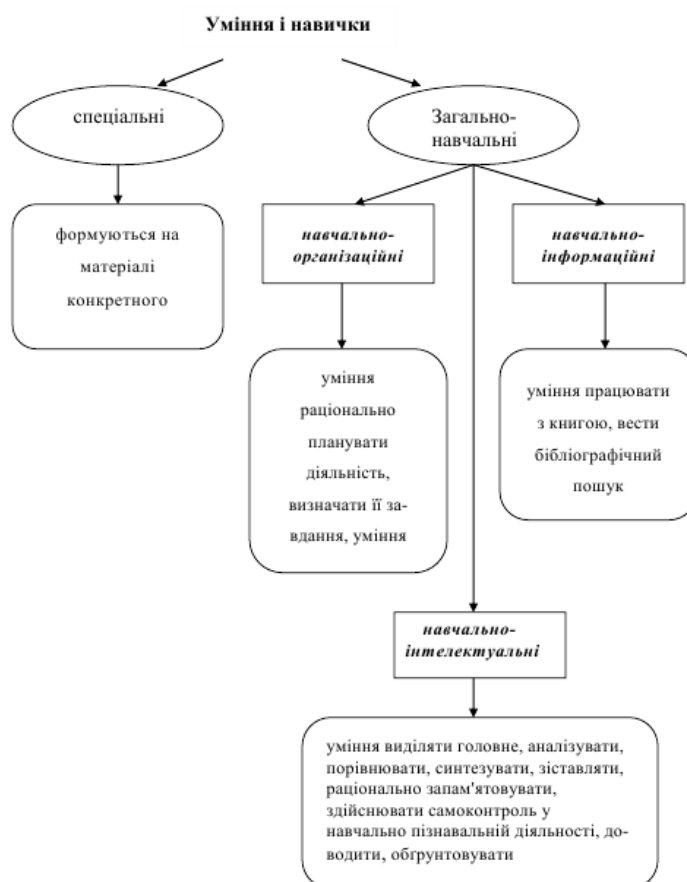 Уміння і навички
спеціальні
Загально-
навчальні
формуються на
матеріалі
конкретного
навчально-
організаційні
навчально-
інформаційні
уміння
раціонально
планувати
діяльність,
визначати її за-
вдання, уміння
уміння працювати
з книгою, вести
бібліографічний
пошук
навчально-
інтелектуальні
уміння виділяти головне, аналізувати,
порівнювати, синтезувати, зіставляти,
раціонально запам'ятовувати,
здійснювати самоконтроль у
навчально пізнавальній діяльності, до-
водити, обґрунтовувати